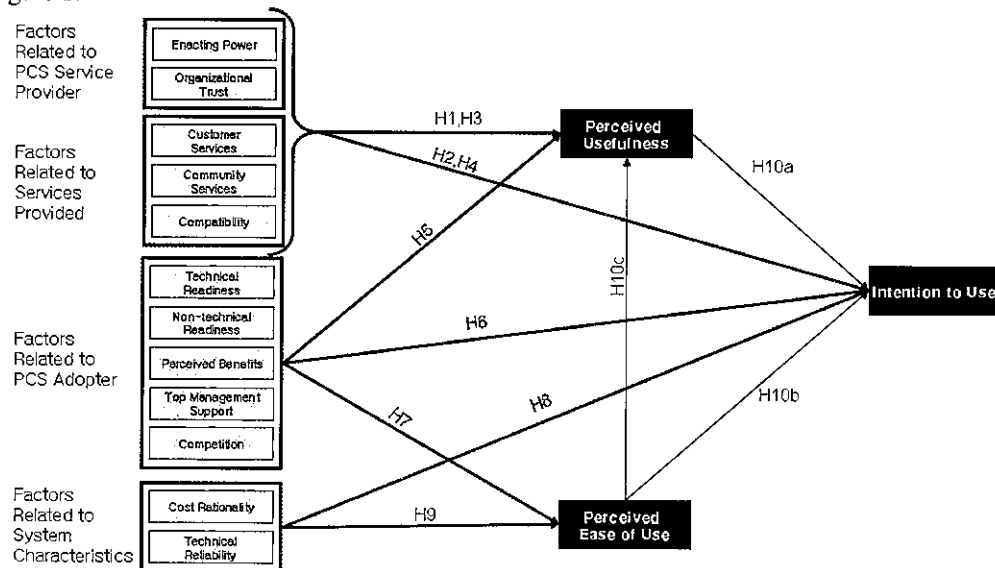 Factors
Related to
PCS Service
Provider
Enacting Power
Organizational
Trust
Factors
Related to
Services
Provided
Customer
Services
Community
Services
Compatibility
Factors
Related to
PCS Adopter
Technical
Readiness
Non-technical
Readiness
Perceived Benefits
Top Management
Support
Competition
Factors
Related to
System
Characteristics
Cost Rationality
Technical
Reliability
H1,H3
H2,H4
H5
H6
H7
H8
H9
Perceived
Usefulness
H10a
H10c
H10b
Intention to Use
Perceived
Ease of Use